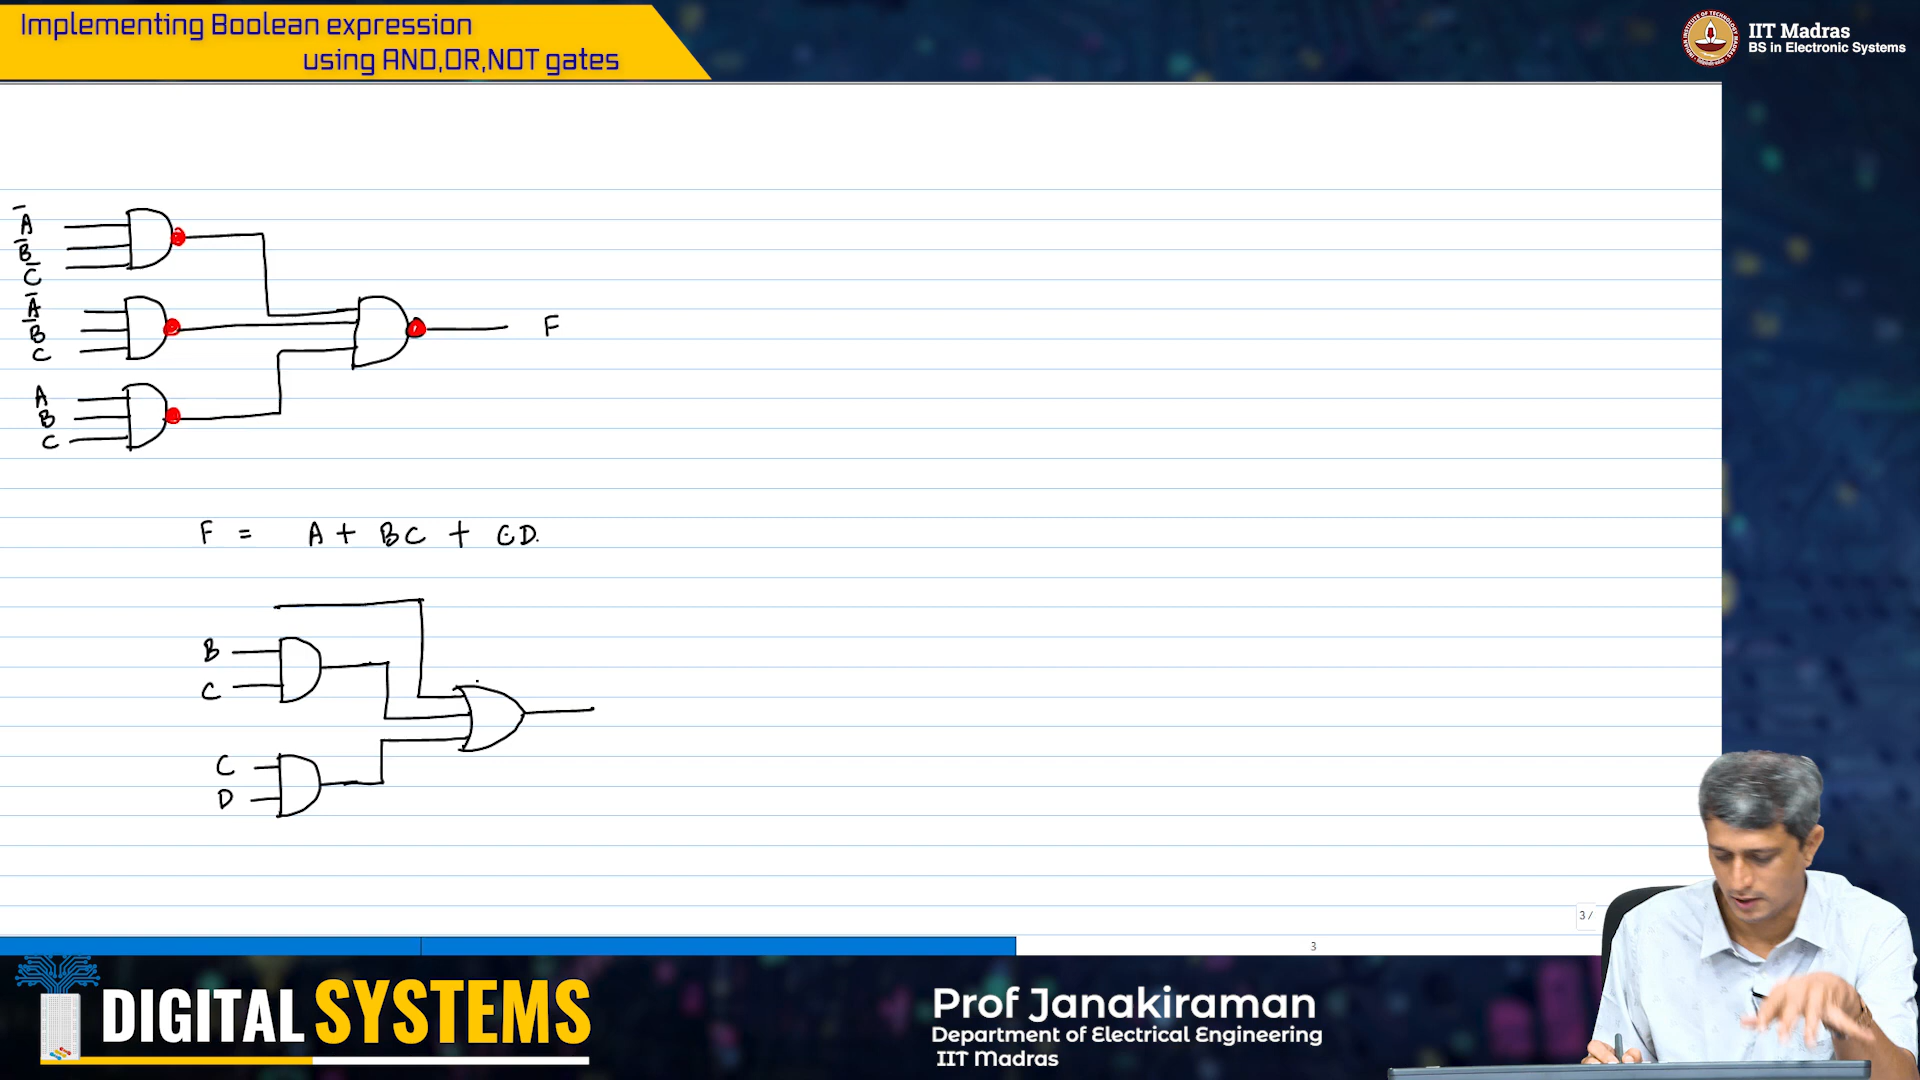 Implementing Boolean expression
using AND,OR,NOT gates
IIT Madras
BS in Electronic Systems
A̅
B̅
C̅
A̅
B̅
C
A
B
C
F
F = A + BC + CD.
B
C
C
D
3 /
3
DIGITAL SYSTEMS
Prof Janakiraman
Department of Electrical Engineering
IIT Madras